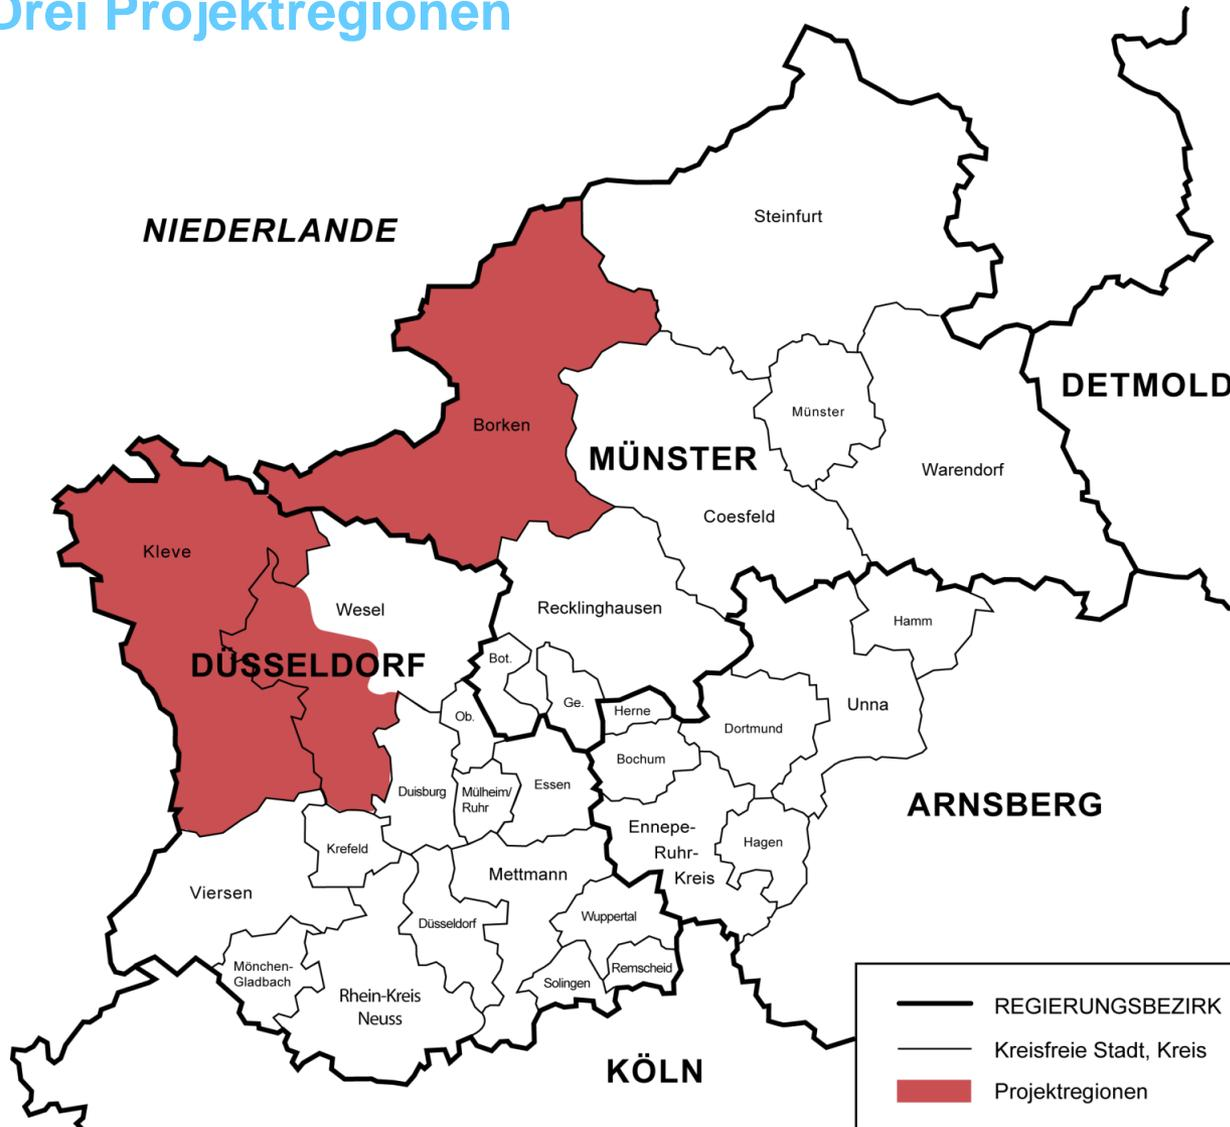 Drei Projektregionen
NIEDERLANDE
Steinfurt
DETMOLD
Münster
Borken
MÜNSTER
Warendorf
Coesfeld
Kleve
Wesel
Recklinghausen
Hamm
DÜSSELDORF
Bot.
Ge.
Unna
Ob.
Herne
Dortmund
Bochum
Duisburg
Mülheim/
Ruhr
Essen
ARNSBERG
Ennepe-
Ruhr-
Kreis
Hagen
Krefeld
Mettmann
Viersen
Düsseldorf
Wuppertal
Mönchen-
Gladbach
Remscheid
Solingen
Rhein-Kreis
Neuss
KÖLN
REGIERUNGSBEZIRK
Kreisfreie Stadt, Kreis
Projektregionen